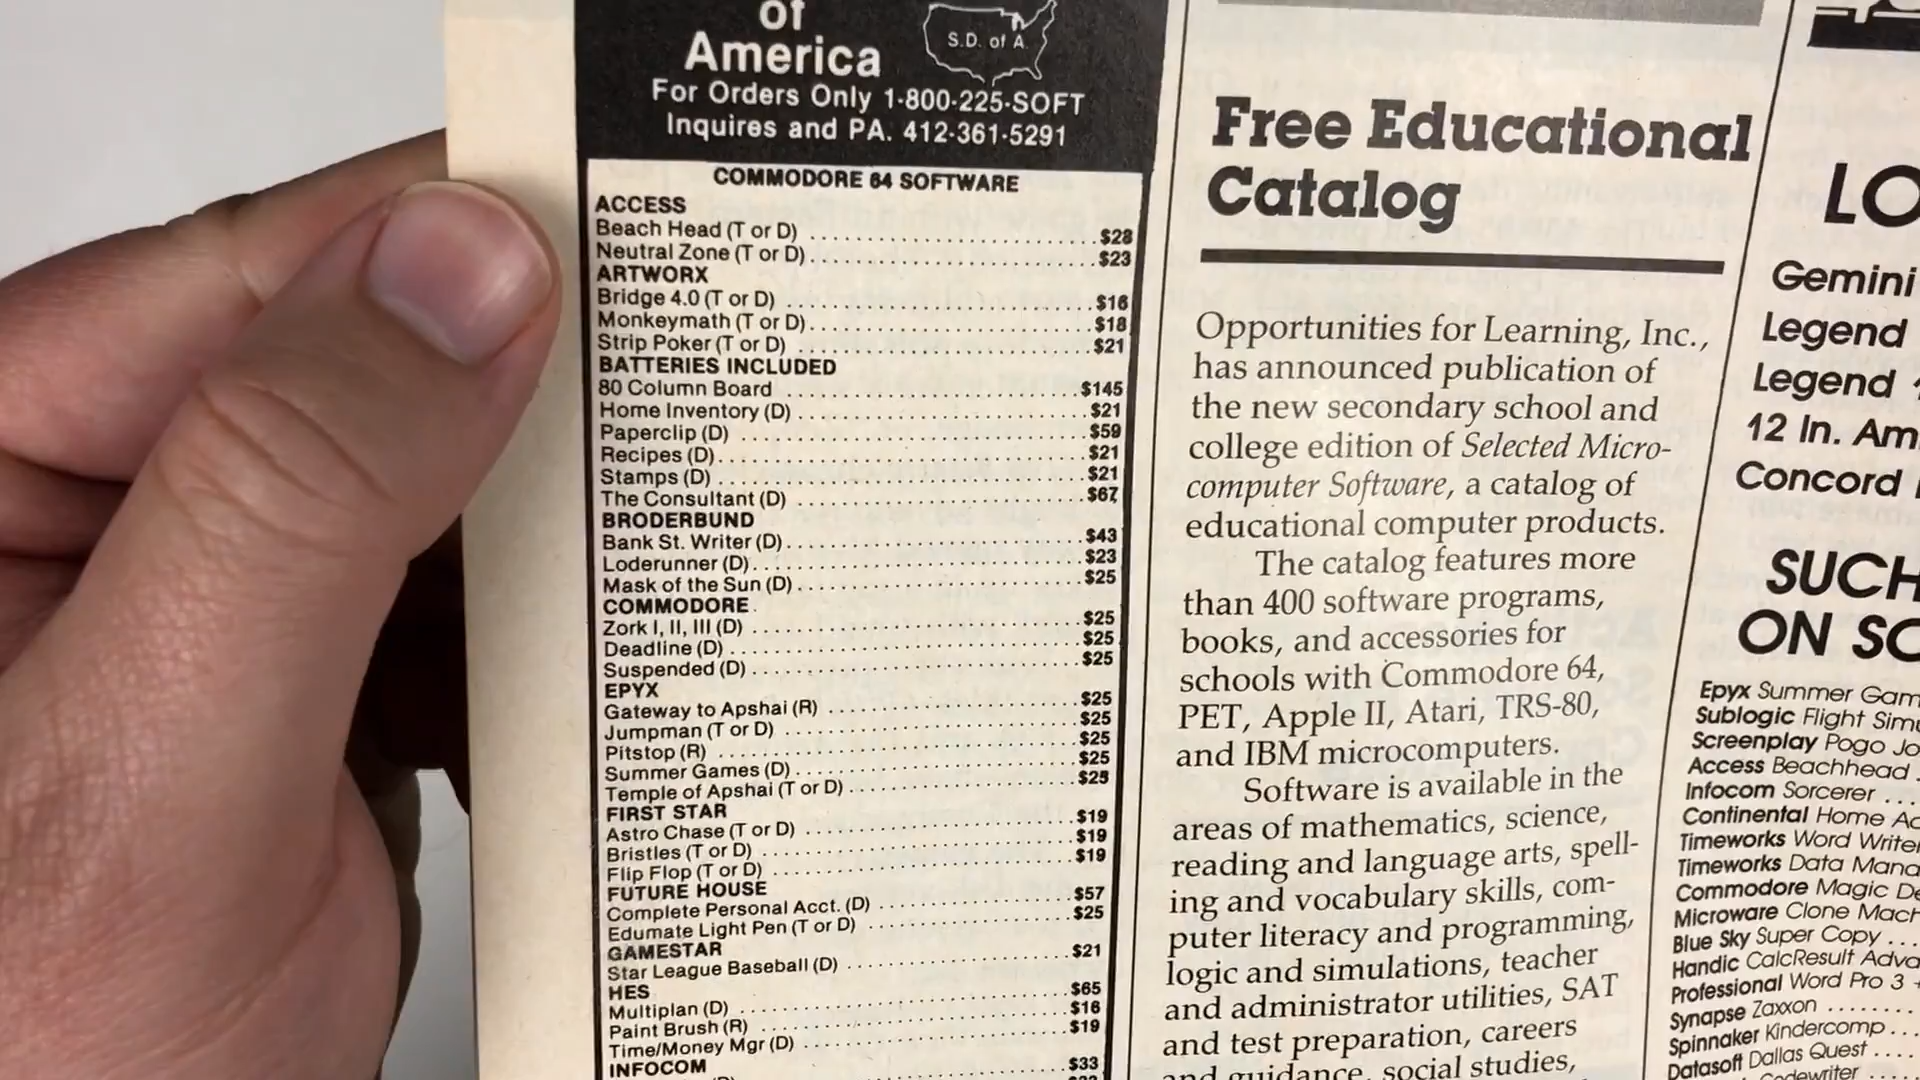 of
America
S.D. of A.
For Orders Only 1-800-225-SOFT
Inquires and PA. 412-361-5291
COMMODORE 64 SOFTWARE
ACCESS
Beach Head (T or D) $28
Neutral Zone (T or D) $23
ARTWORX
Bridge 4.0 (T or D) $16
Monkeymath (T or D) $18
Strip Poker (T or D) $21
BATTERIES INCLUDED
80 Column Board $145
Home Inventory (D) $21
Paperclip (D) $59
Recipes (D) $21
Stamps (D) $21
The Consultant (D) $67
BRODERBUND
Bank St. Writer (D) $43
Loderunner (D) $23
Mask of the Sun (D) $25
COMMODORE
Zork I, II, III (D) $25
Deadline (D) $25
Suspended (D) $25
EPYX
Gateway to Apshai (R) $25
Jumpman (T or D) $25
Pitstop (R) $25
Summer Games (D) $25
Temple of Apshai (T or D) $25
FIRST STAR
Astro Chase (T or D) $19
Bristles (T or D) $19
Flip Flop (T or D) $19
FUTURE HOUSE
Complete Personal Acct. (D) $57
Edumate Light Pen (T or D) $25
GAMESTAR
Star League Baseball (D) $21
HES
Multiplan (D) $65
Paint Brush (R) $16
Time/Money Mgr (D) $19
INFOCOM
$33
Free Educational
Catalog
Opportunities for Learning, Inc.,
has announced publication of
the new secondary school and
college edition of Selected Micro-
computer Software, a catalog of
educational computer products.
The catalog features more
than 400 software programs,
books, and accessories for
schools with Commodore 64,
PET, Apple II, Atari, TRS-80,
and IBM microcomputers.
Software is available in the
areas of mathematics, science,
reading and language arts, spell-
ing and vocabulary skills, com-
puter literacy and programming,
logic and simulations, teacher
and administrator utilities, SAT
and test preparation, careers
and guidance, social studies,
LO
Gemini
Legend
Legend
12 In. Am
Concord
SUCH
ON SO
Epyx Summer Gam
Sublogic Flight Simu
Screenplay Pogo Jo
Access Beachhead
Infocom Sorcerer
Continental Home Ac
Timeworks Word Writer
Timeworks Data Mana
Commodore Magic De
Microware Clone Mach
Blue Sky Super Copy
Handic CalcResult Adva
Professional Word Pro 3 +
Synapse Zaxxon
Spinnaker Kindercomp
Datasoft Dallas Quest
Codewriter